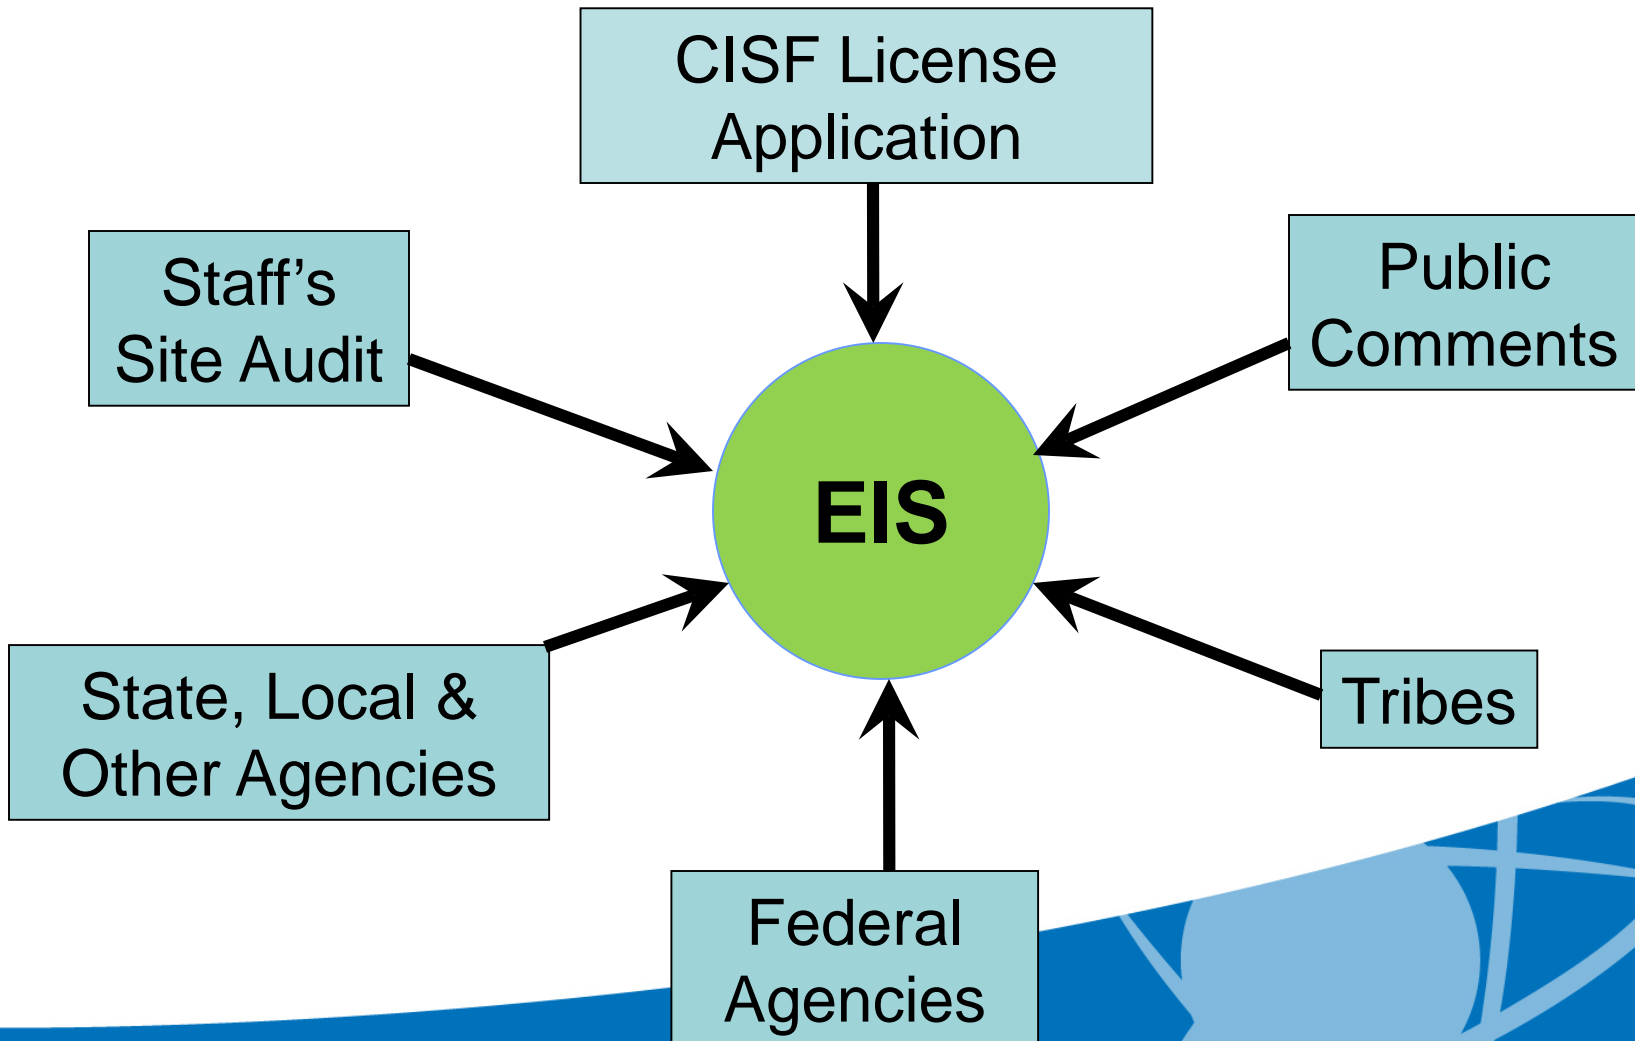 CISF License
Application
Staff’s
Site Audit
Public
Comments
EIS
State, Local &
Other Agencies
Tribes
Federal
Agencies